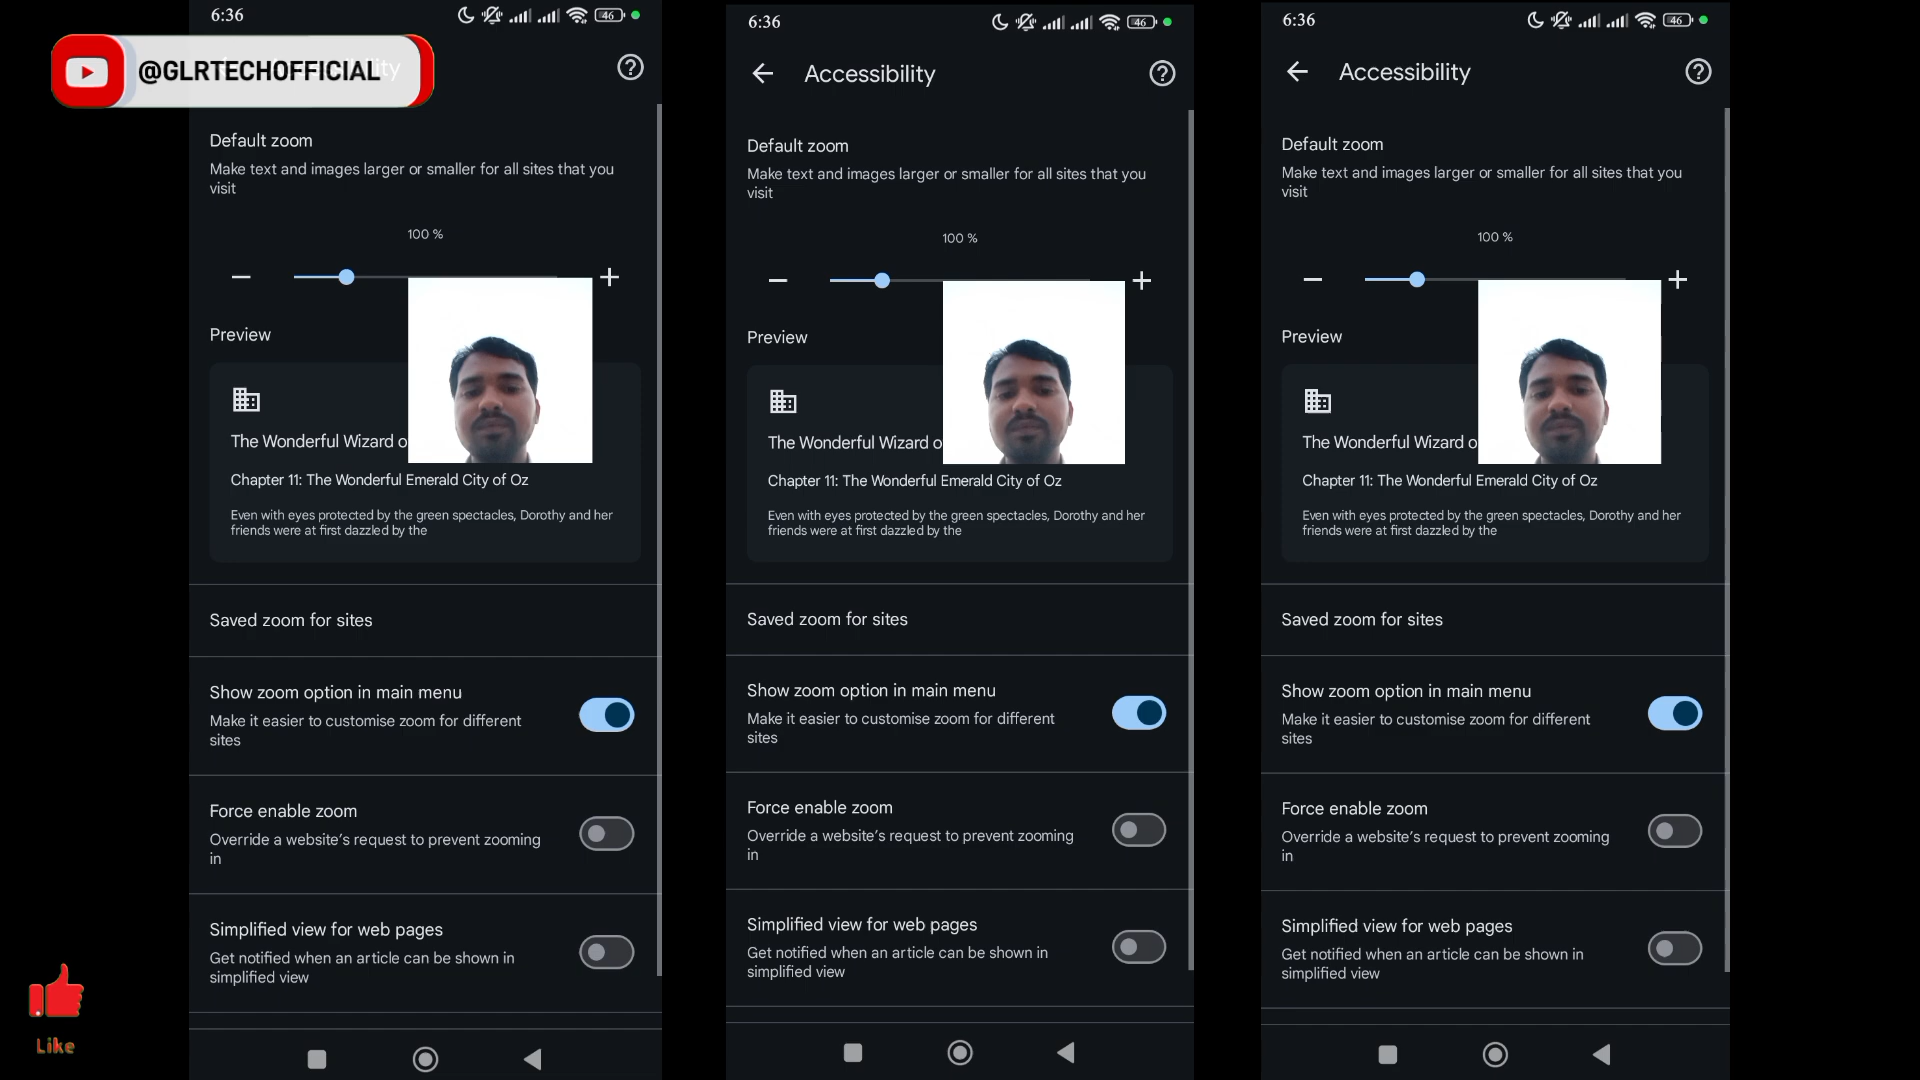 @GLRTECHOFFICIAL
Like
6:36
46
Default zoom
Make text and images larger or smaller for all sites that you
visit
100 %
Preview
The Wonderful Wizard o
Chapter 11: The Wonderful Emerald City of Oz
Even with eyes protected by the green spectacles, Dorothy and her
friends were at first dazzled by the
Saved zoom for sites
Show zoom option in main menu
Make it easier to customise zoom for different
sites
Force enable zoom
Override a website's request to prevent zooming
in
Simplified view for web pages
Get notified when an article can be shown in
simplified view
6:36
46
Accessibility
Default zoom
Make text and images larger or smaller for all sites that you
visit
100 %
Preview
The Wonderful Wizard o
Chapter 11: The Wonderful Emerald City of Oz
Even with eyes protected by the green spectacles, Dorothy and her
friends were at first dazzled by the
Saved zoom for sites
Show zoom option in main menu
Make it easier to customise zoom for different
sites
Force enable zoom
Override a website's request to prevent zooming
in
Simplified view for web pages
Get notified when an article can be shown in
simplified view
6:36
46
Accessibility
Default zoom
Make text and images larger or smaller for all sites that you
visit
100 %
Preview
The Wonderful Wizard o
Chapter 11: The Wonderful Emerald City of Oz
Even with eyes protected by the green spectacles, Dorothy and her
friends were at first dazzled by the
Saved zoom for sites
Show zoom option in main menu
Make it easier to customise zoom for different
sites
Force enable zoom
Override a website's request to prevent zooming
in
Simplified view for web pages
Get notified when an article can be shown in
simplified view